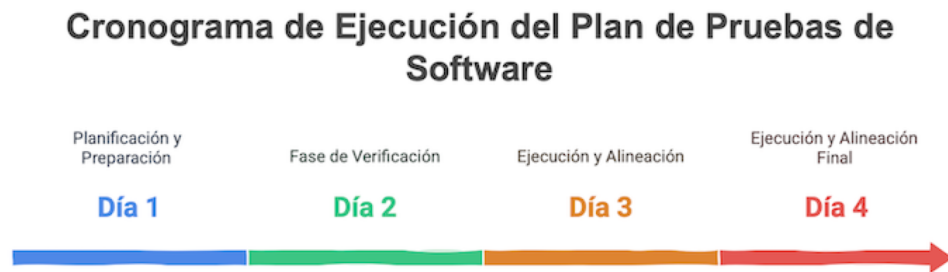 Cronograma de Ejecución del Plan de Pruebas de
Software
Planificación y
Preparación
Día 1
Fase de Verificación
Día 2
Ejecución y Alineación
Día 3
Ejecución y Alineación
Final
Día 4